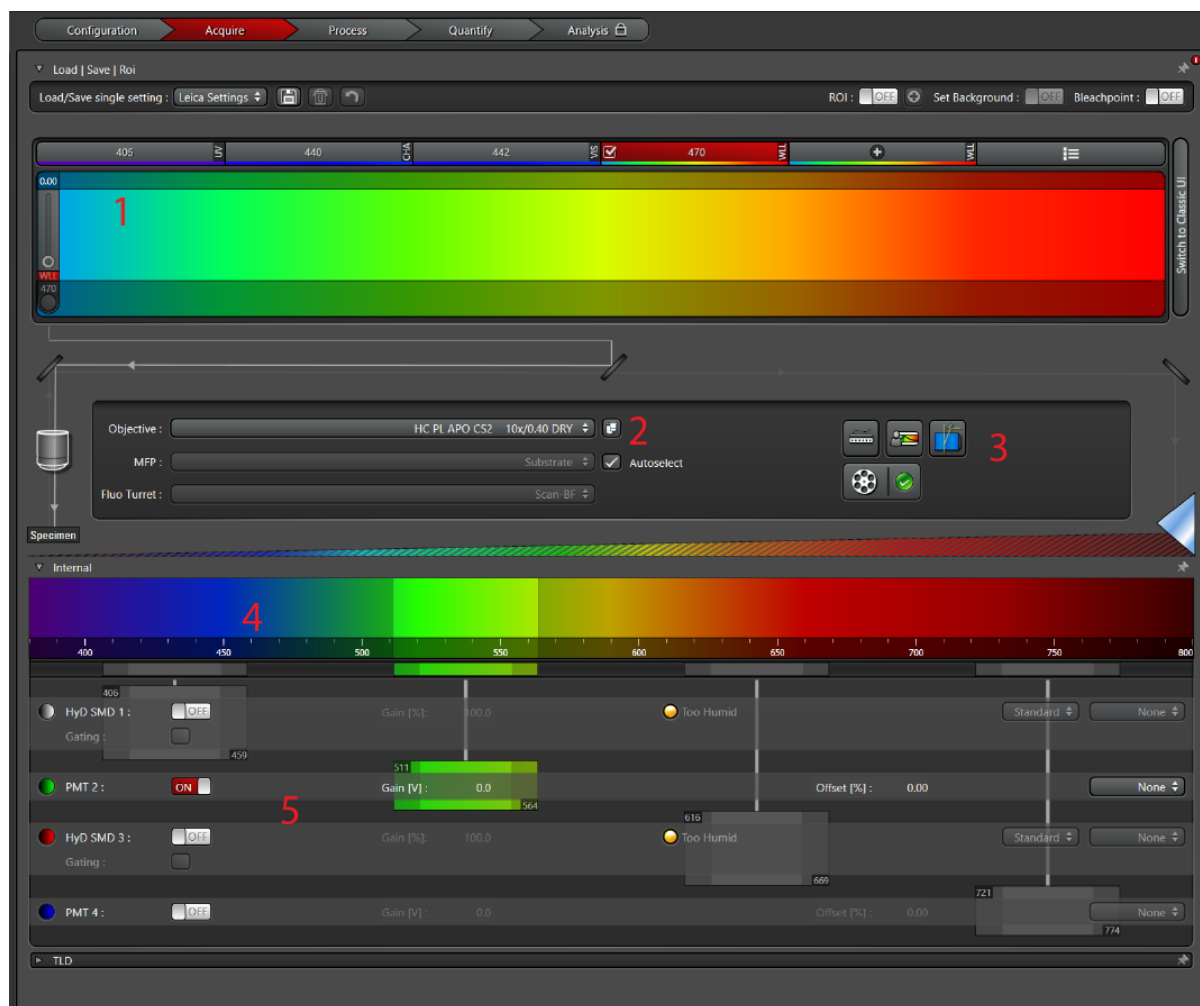 Configuration Acquire Process Quantify Analysis
Load | Save | Roi
Load/Save single setting : Leica Settings ROI : OFF Set Background : OFF Bleachpoint : OFF
405 UV 440 CHA 442 VIS 470 WLL WLL
0.00
1
WLL
470
Switch to Classic UI
Objective : HC PL APO CS2 10x/0.40 DRY 2
3
MFP : Substrate Autoselect
Fluo Turret : Scan-BF
Specimen
Internal
4
400 450 500 550 600 650 700 750 800
406
HyD SMD 1 : OFF Gain [%]: 100.0 Too Humid Standard None
Gating :
459
511
PMT 2 : ON Gain [V] : 0.0 Offset [%] : 0.00 None
564
5
616
HyD SMD 3 : OFF Gain [%]: 100.0 Too Humid Standard None
Gating :
669
721
PMT 4 : OFF Gain [V] : 0.0 Offset [%] : 0.00 None
774
TLD